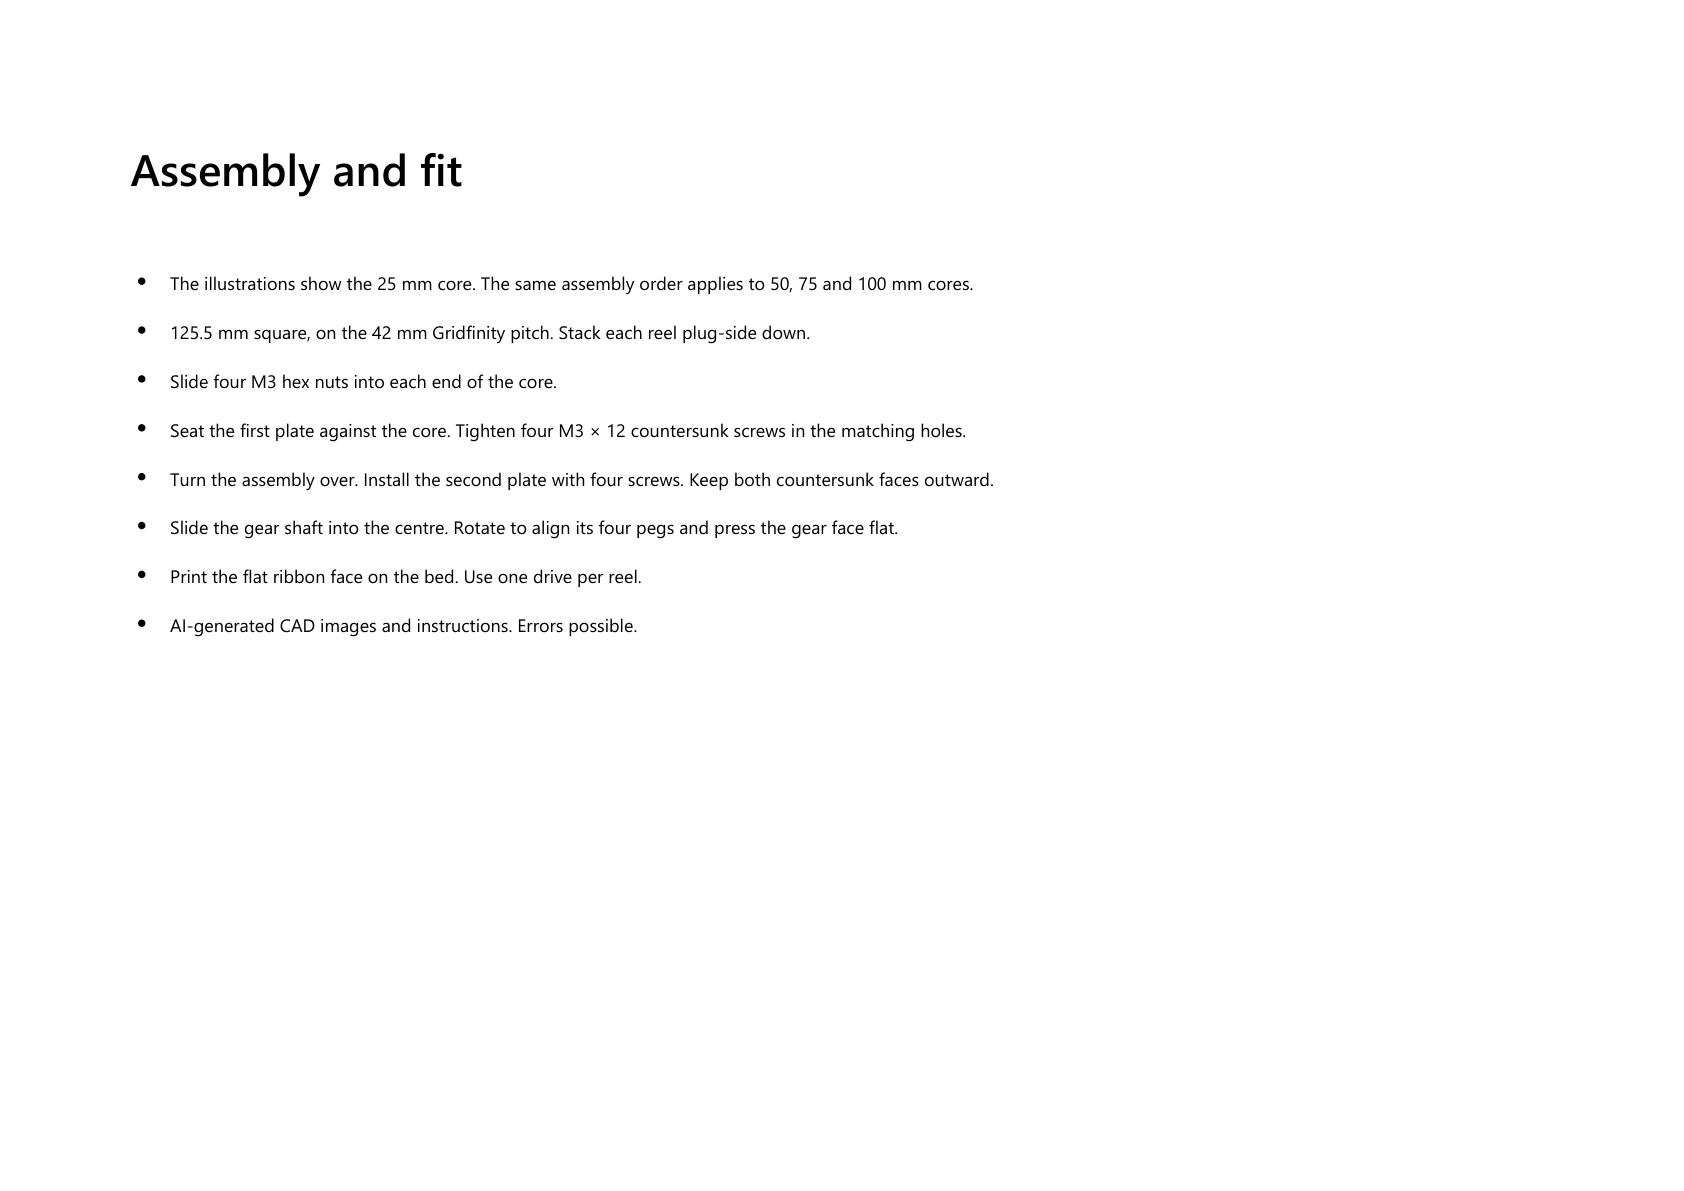 Assembly and fit
• The illustrations show the 25 mm core. The same assembly order applies to 50, 75 and 100 mm cores.
• 125.5 mm square, on the 42 mm Gridfinity pitch. Stack each reel plug-side down.
• Slide four M3 hex nuts into each end of the core.
• Seat the first plate against the core. Tighten four M3 × 12 countersunk screws in the matching holes.
• Turn the assembly over. Install the second plate with four screws. Keep both countersunk faces outward.
• Slide the gear shaft into the centre. Rotate to align its four pegs and press the gear face flat.
• Print the flat ribbon face on the bed. Use one drive per reel.
• AI-generated CAD images and instructions. Errors possible.